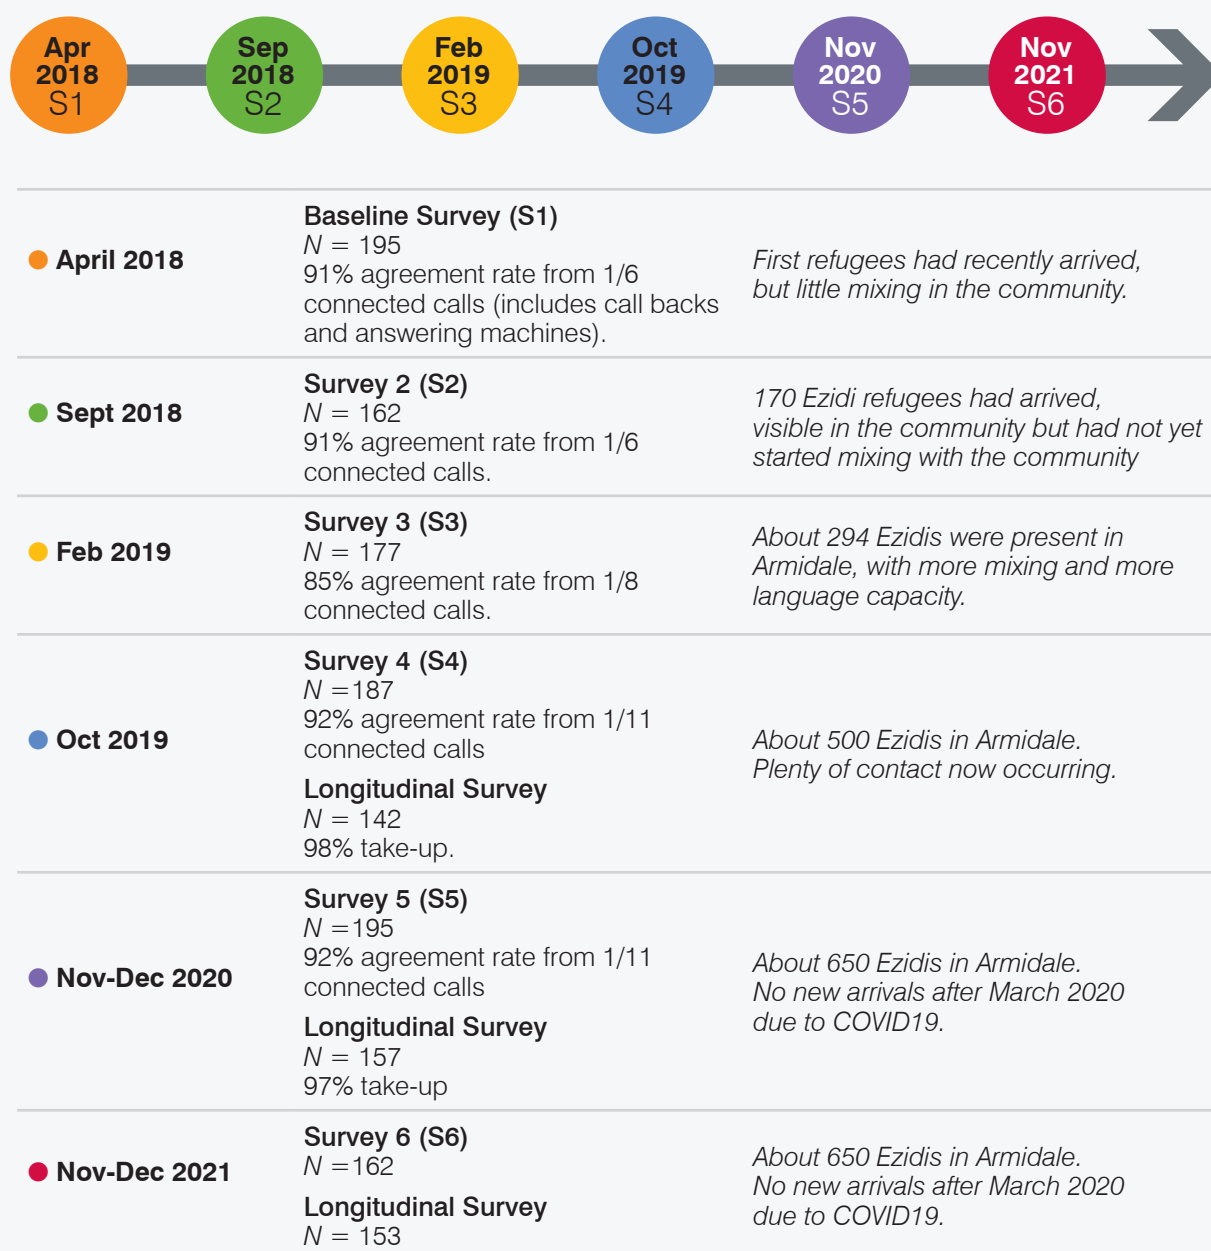 Apr
2018
S1
Sep
2018
S2
Feb
2019
S3
Oct
2019
S4
Nov
2020
S5
Nov
2021
S6
April 2018
Baseline Survey (S1)
N = 195
91% agreement rate from 1/6
connected calls (includes call backs
and answering machines).
First refugees had recently arrived,
but little mixing in the community.
Sept 2018
Survey 2 (S2)
N = 162
91% agreement rate from 1/6
connected calls.
170 Ezidi refugees had arrived,
visible in the community but had not yet
started mixing with the community
Feb 2019
Survey 3 (S3)
N = 177
85% agreement rate from 1/8
connected calls.
About 294 Ezidis were present in
Armidale, with more mixing and more
language capacity.
Oct 2019
Survey 4 (S4)
N =187
92% agreement rate from 1/11
connected calls
Longitudinal Survey
N = 142
98% take-up.
About 500 Ezidis in Armidale.
Plenty of contact now occurring.
Nov-Dec 2020
Survey 5 (S5)
N =195
92% agreement rate from 1/11
connected calls
Longitudinal Survey
N = 157
97% take-up
About 650 Ezidis in Armidale.
No new arrivals after March 2020
due to COVID19.
Nov-Dec 2021
Survey 6 (S6)
N =162
Longitudinal Survey
N = 153
About 650 Ezidis in Armidale.
No new arrivals after March 2020
due to COVID19.